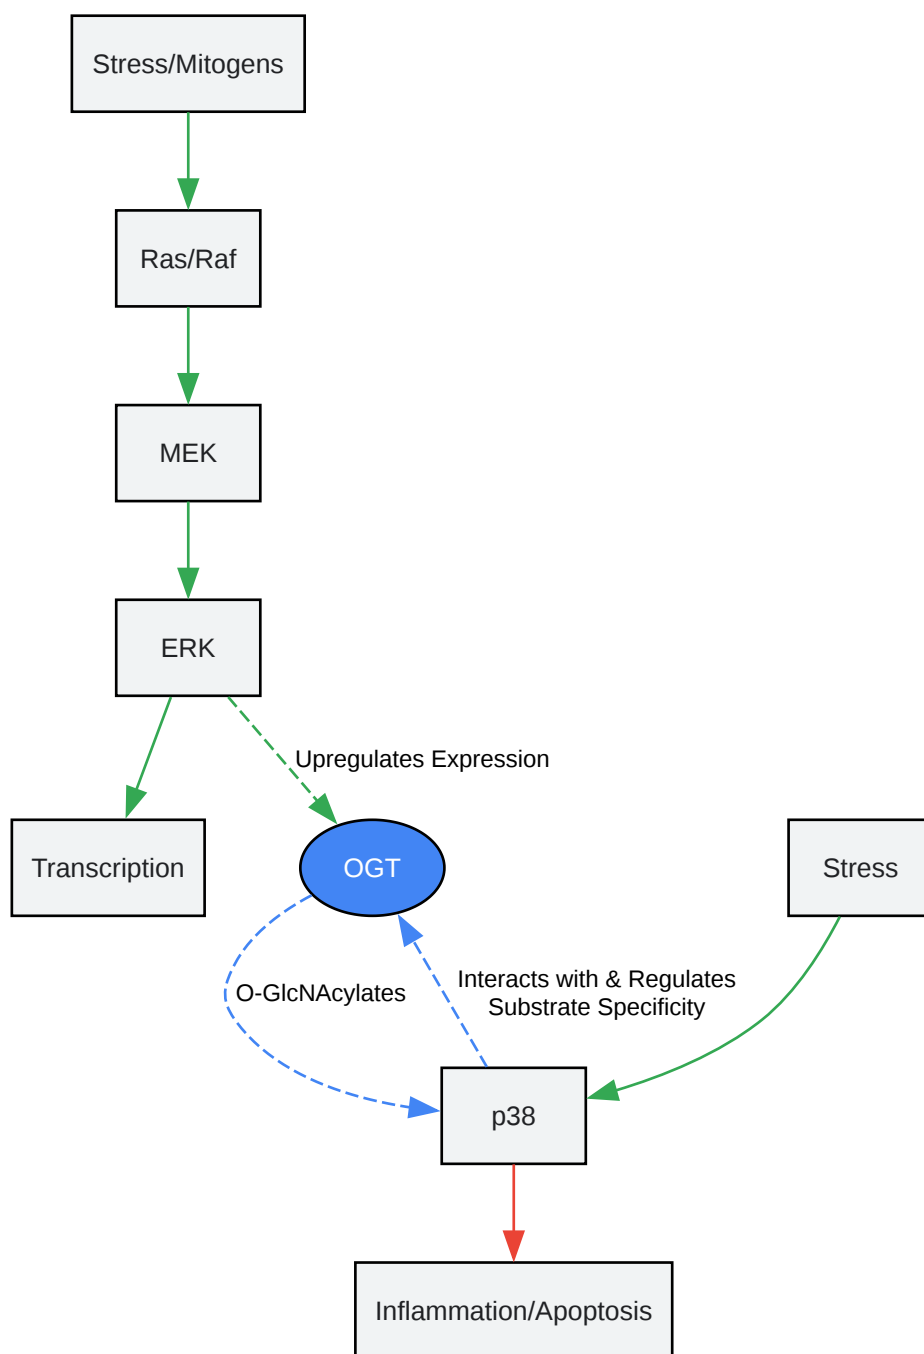 Stress/Mitogens
Ras/Raf
MEK
ERK
Upregulates Expression
Transcription
OGT
Stress
O-GlcNAcylates
Interacts with & Regulates
Substrate Specificity
p38
Inflammation/Apoptosis